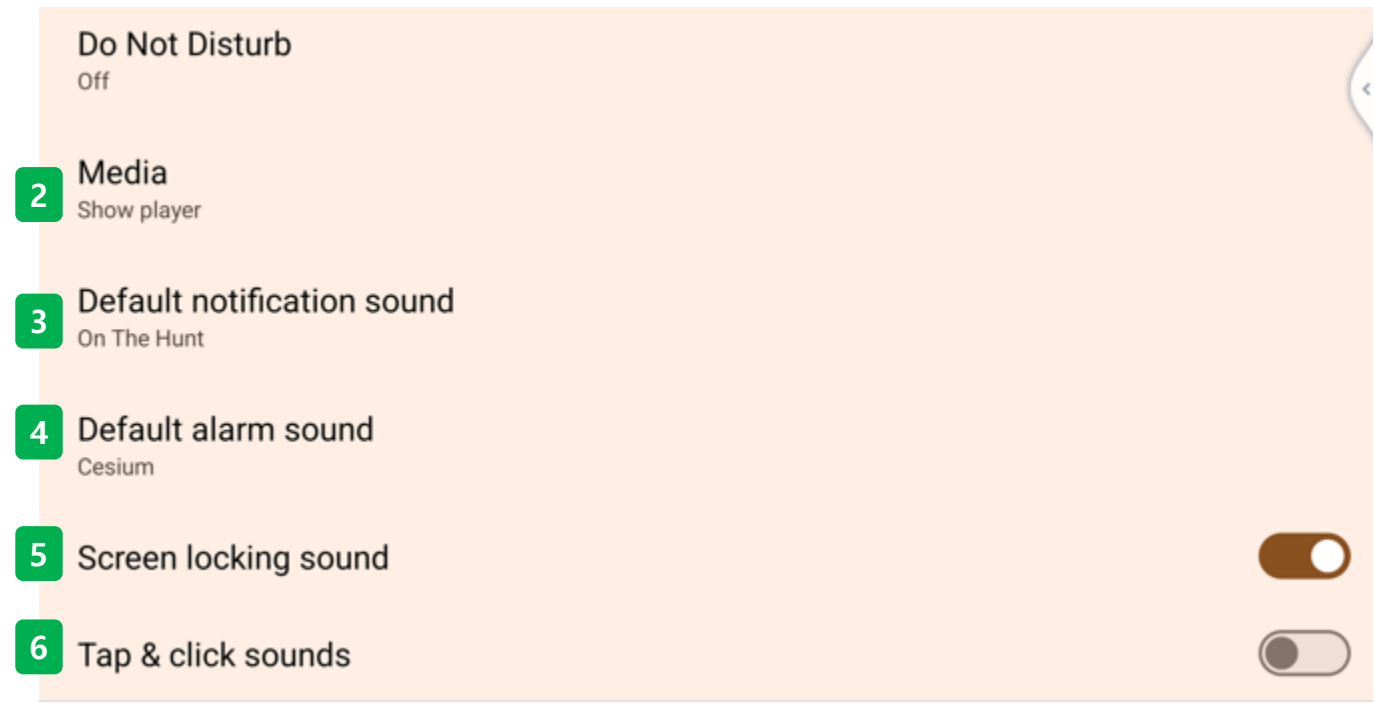 Do Not Disturb
Off
2
Media
Show player
3
Default notification sound
On The Hunt
4
Default alarm sound
Cesium
5
Screen locking sound
6
Tap & click sounds